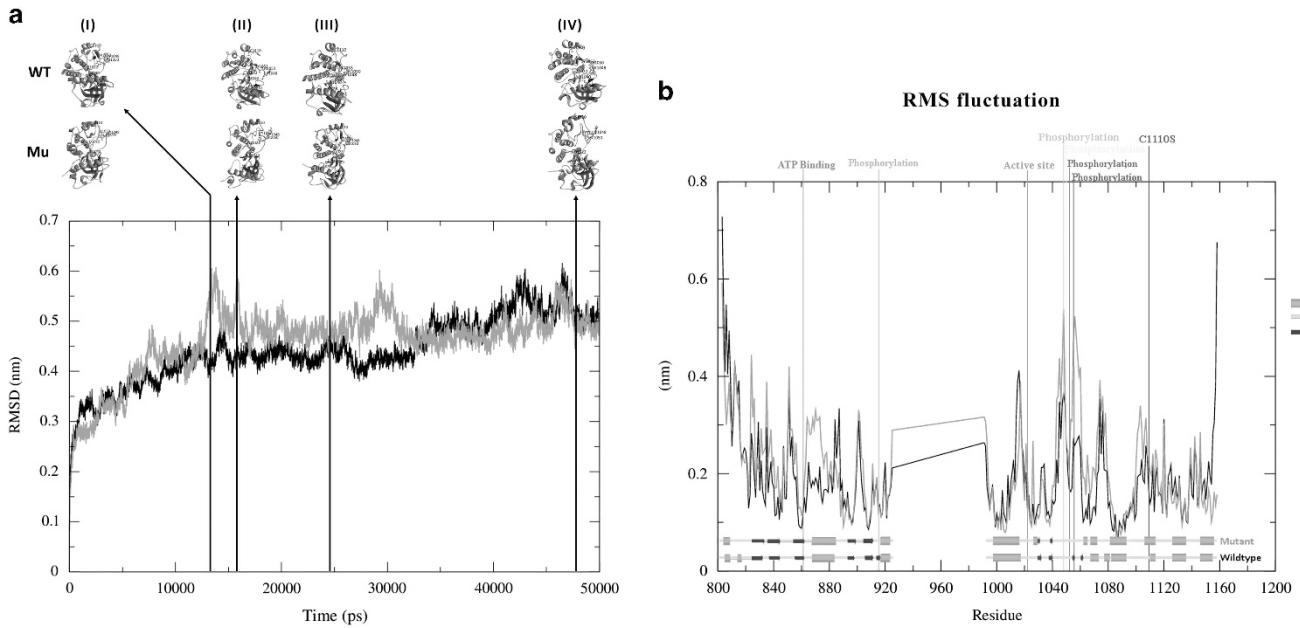 a
(I) (II) (III) (IV)
WT
Mu
0.7
0.6
0.5
0.4
0.3
0.2
0.1
0
RMSD (nm)
0 10000 20000 30000 40000 50000
Time (ps)
b
RMS fluctuation
Phosphorylation
C1110S
Phosphorylation
ATP Binding Phosphorylation Active site Phosphorylation
Phosphorylation
0.8
0.6
0.4
0.2
0
(nm)
Mutant
Wildtype
800 840 880 920 960 1000 1040 1080 1120 1160 1200
Residue